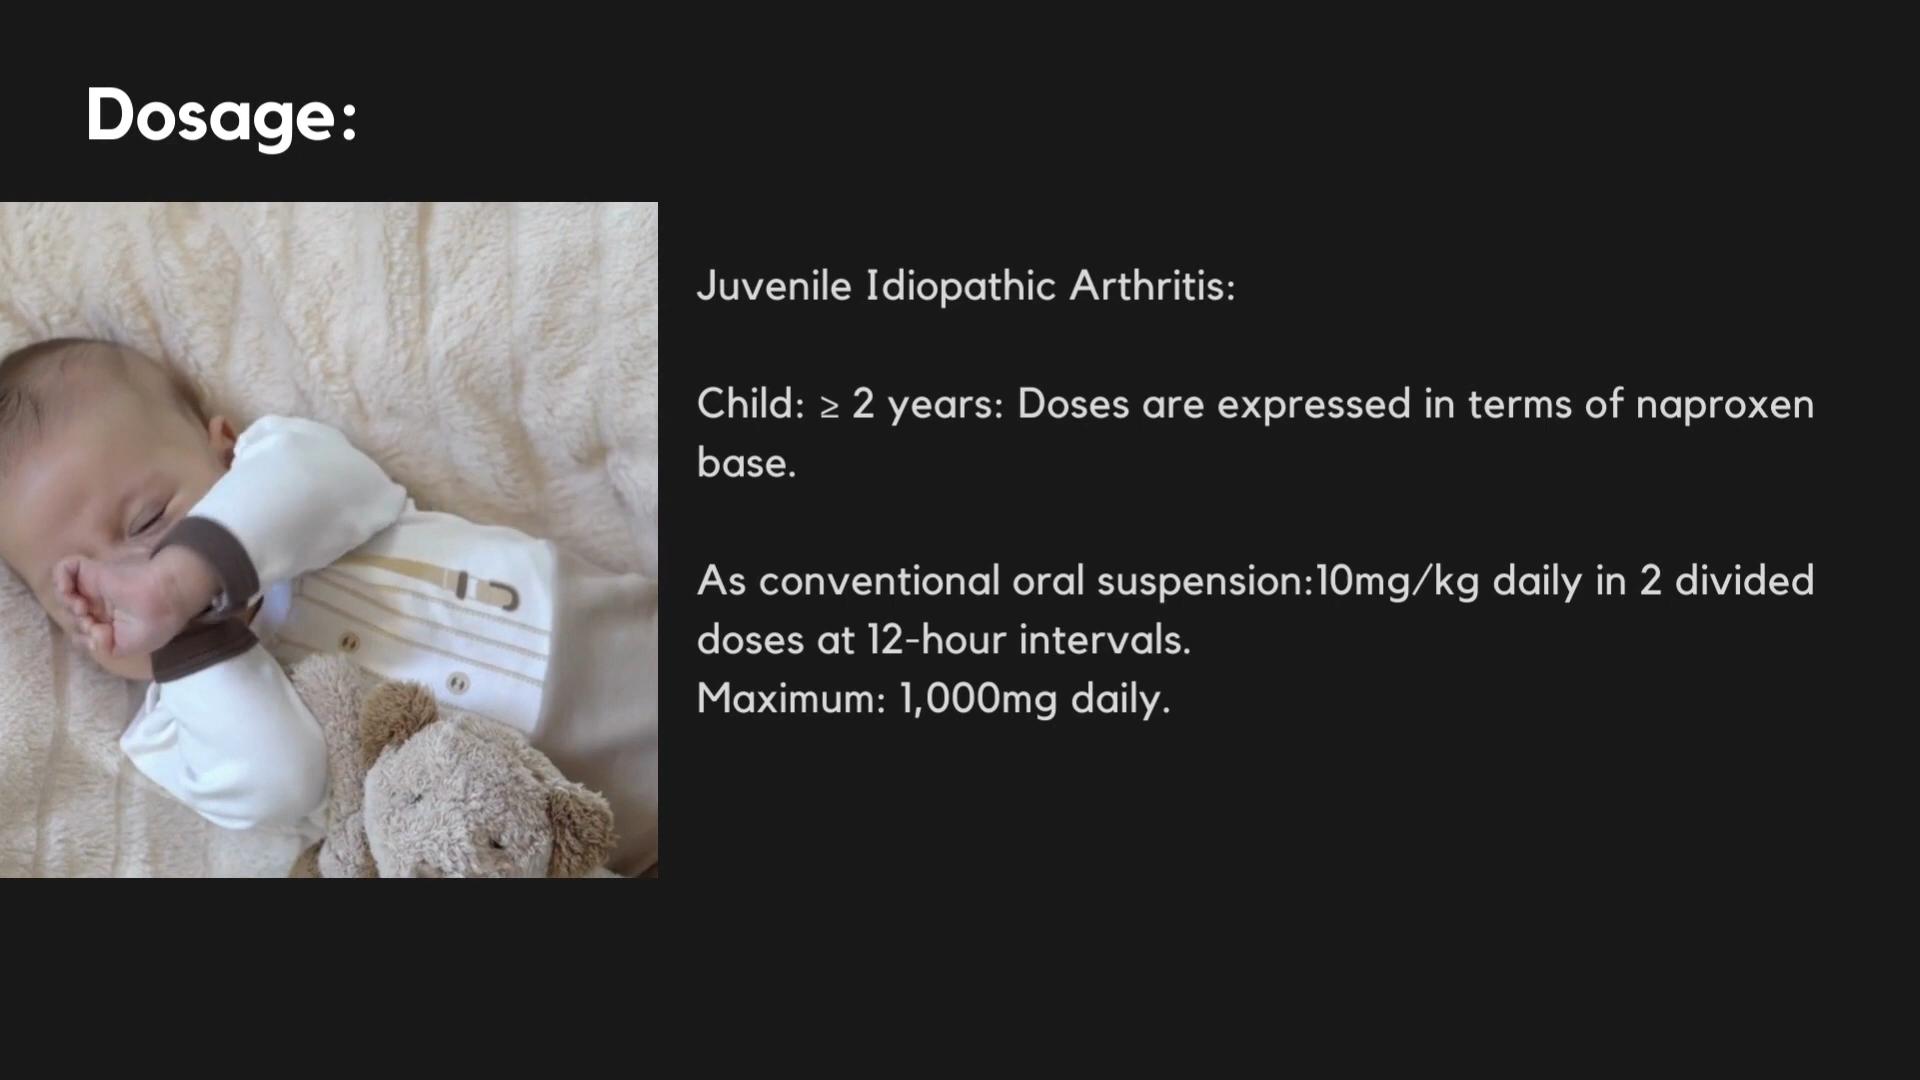 Dosage:
Juvenile Idiopathic Arthritis:
Child: ≥ 2 years: Doses are expressed in terms of naproxen
base.
As conventional oral suspension:10mg/kg daily in 2 divided
doses at 12-hour intervals.
Maximum: 1,000mg daily.